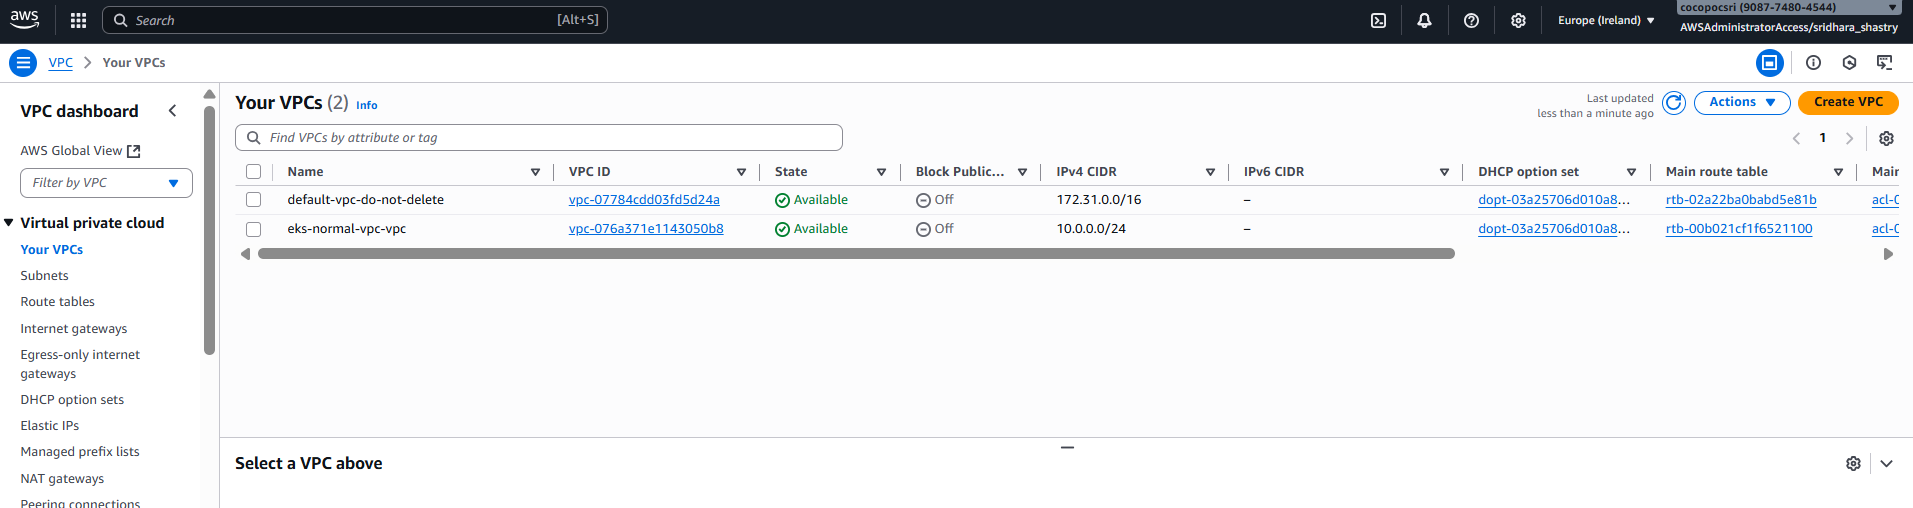 aws
Search [Alt+S]
Europe (Ireland)
cocopocsri (9087-7480-4544)
AWSAdministratorAccess/sridhara_shastry
VPC > Your VPCs
VPC dashboard
AWS Global View
Filter by VPC
Virtual private cloud
Your VPCs
Subnets
Route tables
Internet gateways
Egress-only internet
gateways
DHCP option sets
Elastic IPs
Managed prefix lists
NAT gateways
Peering connections
Your VPCs (2) Info
Last updated
less than a minute ago
Actions
Create VPC
Find VPCs by attribute or tag
1
Name VPC ID State Block Public... IPv4 CIDR IPv6 CIDR DHCP option set Main route table Main
default-vpc-do-not-delete vpc-07784cdd03fd5d24a Available Off 172.31.0.0/16 – dopt-03a25706d010a8... rtb-02a22ba0babd5e81b acl-0
eks-normal-vpc-vpc vpc-076a371e1143050b8 Available Off 10.0.0.0/24 – dopt-03a25706d010a8... rtb-00b021cf1f6521100 acl-0
Select a VPC above